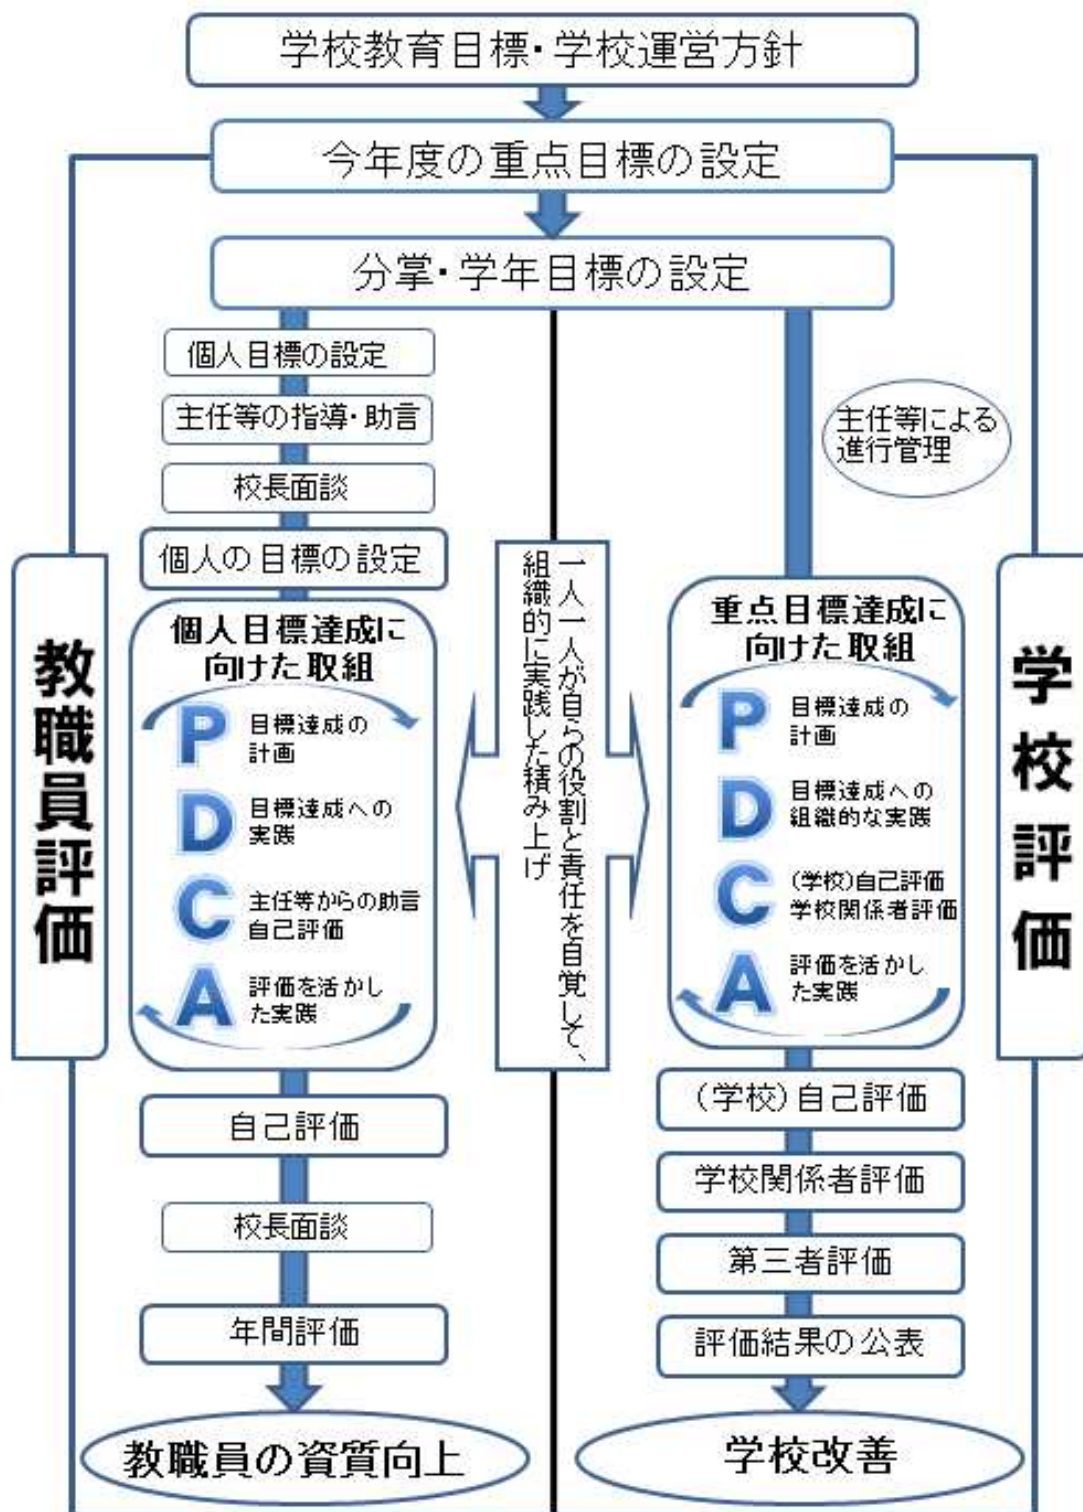 学校教育目標・学校運営方針
今年度の重点目標の設定
分掌・学年目標の設定
教職員評価
個人目標の設定
主任等の指導・助言
校長面談
個人の目標の設定
個人目標達成に
向けた取組
P
目標達成の
計画
D
目標達成への
実践
C
主任等からの助言
自己評価
A
評価を活かし
た実践
自己評価
校長面談
年間評価
教職員の資質向上
一人一人が自らの役割と責任を自覚して、
組織的に実践した積み上げ
主任等による
進行管理
重点目標達成に
向けた取組
P
目標達成の
計画
D
目標達成への
組織的な実践
C
(学校)自己評価
学校関係者評価
A
評価を活かし
た実践
(学校)自己評価
学校関係者評価
第三者評価
評価結果の公表
学校改善
学校評価